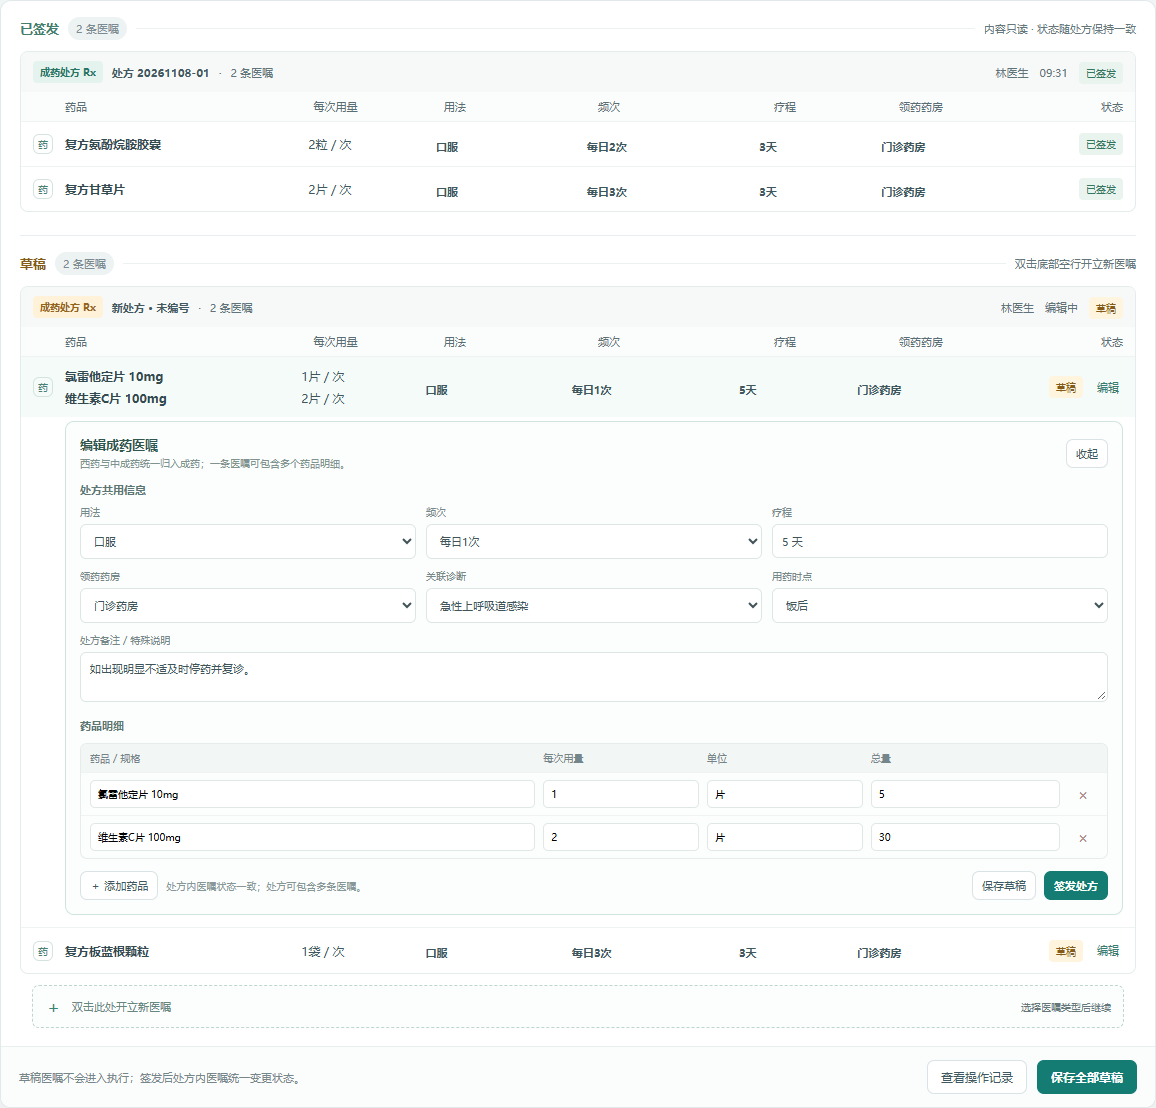 已签发 2 条医嘱 内容只读 · 状态随处方保持一致
成药处方 Rx 处方 20261108-01 · 2 条医嘱 林医生 09:31 已签发
药品 每次用量 用法 频次 疗程 领药药房 状态
药 复方氨酚烷胺胶囊 2粒 / 次 口服 每日2次 3天 门诊药房 已签发
药 复方甘草片 2片 / 次 口服 每日3次 3天 门诊药房 已签发
草稿 2 条医嘱 双击底部空行开立新医嘱
成药处方 Rx 新处方 • 未编号 · 2 条医嘱 林医生 编辑中 草稿
药品 每次用量 用法 频次 疗程 领药药房 状态
药 氯雷他定片 10mg 1片 / 次 口服 每日1次 5天 门诊药房 草稿 编辑
维生素C片 100mg 2片 / 次
编辑成药医嘱 收起
西药与中成药统一归入成药；一条医嘱可包含多个药品明细。
处方共用信息
用法 频次 疗程
口服 每日1次 5 天
领药药房 关联诊断 用药时点
门诊药房 急性上呼吸道感染 饭后
处方备注 / 特殊说明
如出现明显不适及时停药并复诊。
药品明细
药品 / 规格 每次用量 单位 总量
氯雷他定片 10mg 1 片 5 ×
维生素C片 100mg 2 片 30 ×
+ 添加药品 处方内医嘱状态一致；处方可包含多条医嘱。 保存草稿 签发处方
药 复方板蓝根颗粒 1袋 / 次 口服 每日3次 3天 门诊药房 草稿 编辑
+ 双击此处开立新医嘱 选择医嘱类型后继续
草稿医嘱不会进入执行；签发后处方内医嘱统一变更状态。 查看操作记录 保存全部草稿